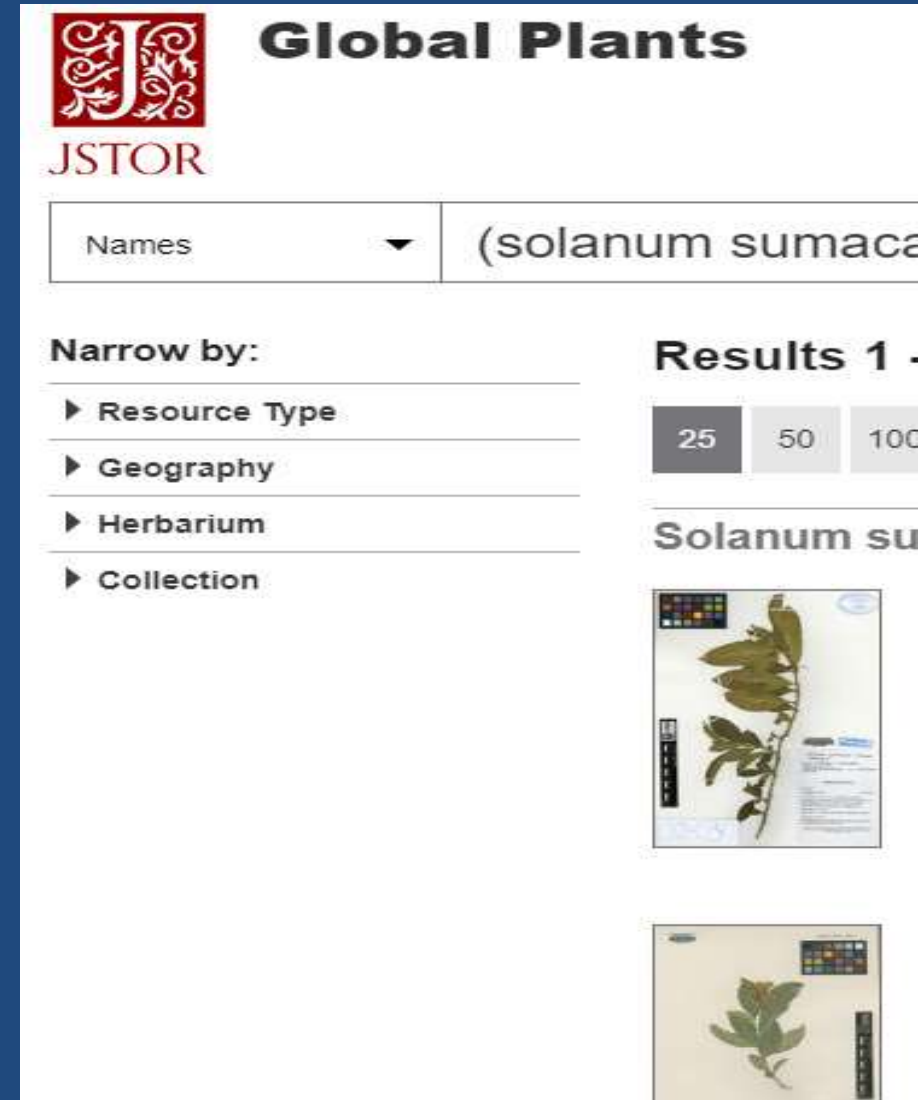 Global Plants
JSTOR
Names
(solanum sumaca
Narrow by:
Resource Type
Geography
Herbarium
Collection
Results 1 -
25 50 100
Solanum su